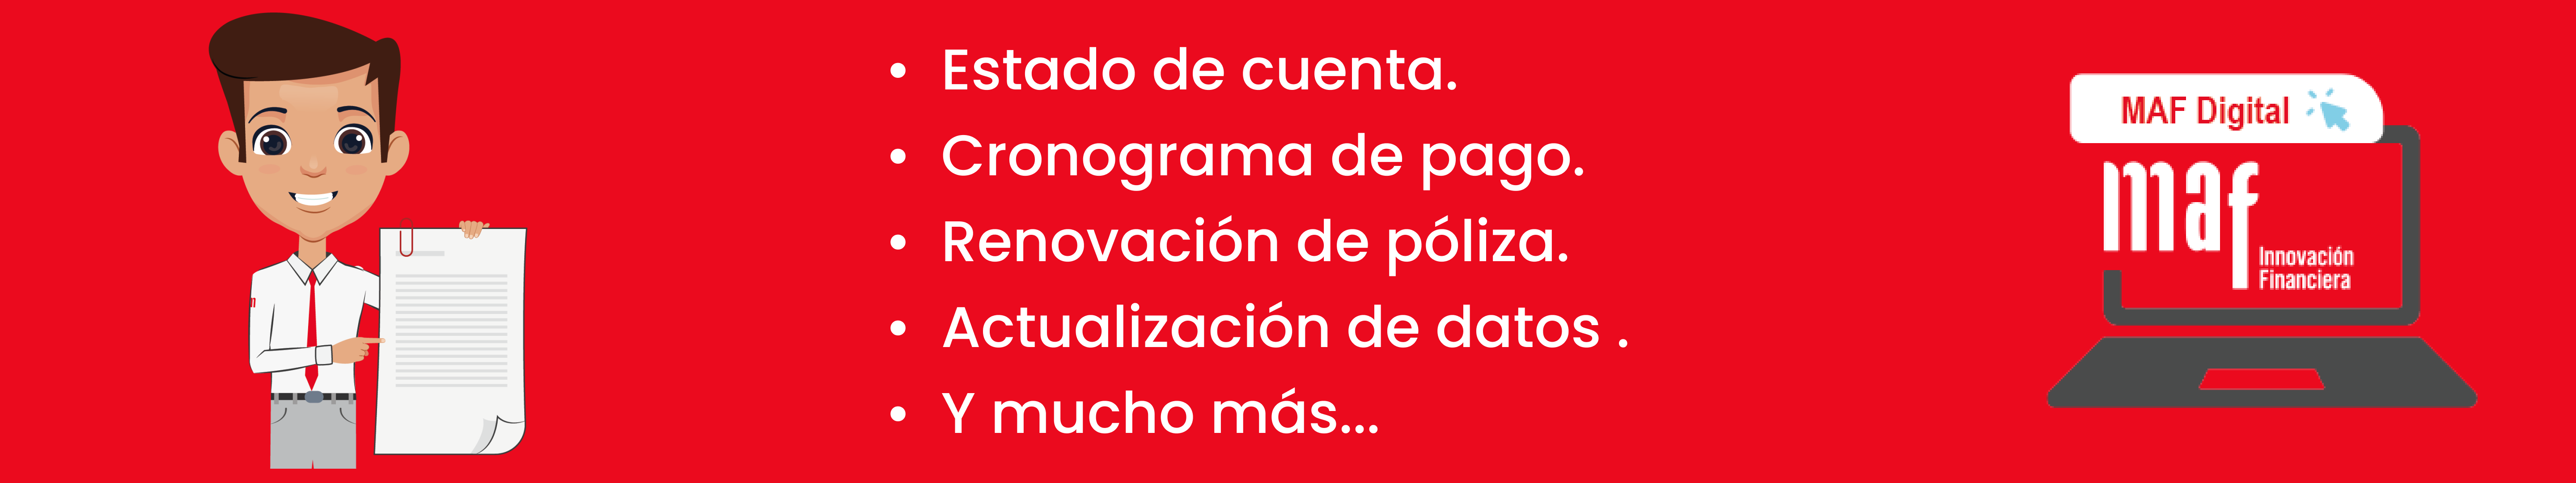 • Estado de cuenta.
• Cronograma de pago.
• Renovación de póliza.
• Actualización de datos .
• Y mucho más...
MAF Digital
maf
Innovación
Financiera